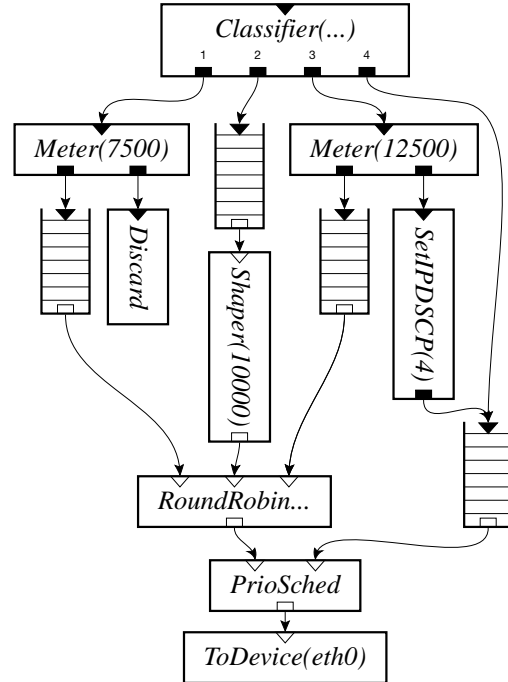 Classifier(...)
1 2 3 4
Meter(7500)
Meter(12500)
Discard
Shaper(10000)
SetIPDSCP(4)
RoundRobin...
PrioSched
ToDevice(eth0)